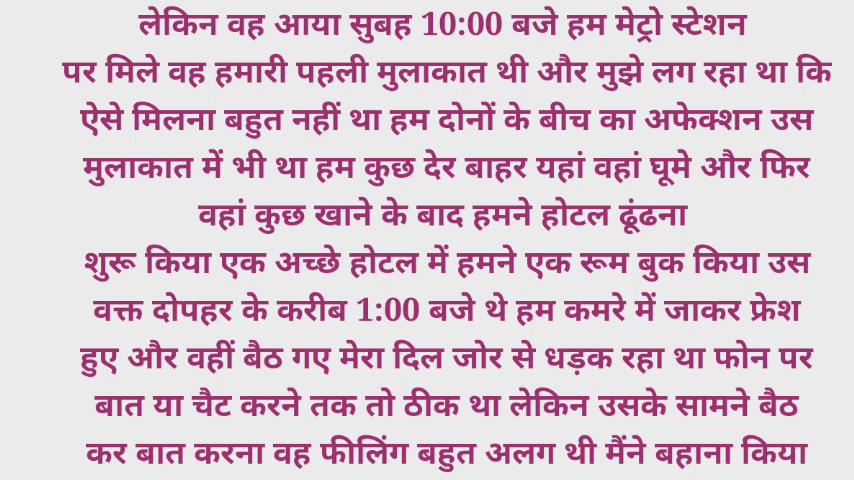 लेकिन वह आया सुबह 10:00 बजे हम मेट्रो स्टेशन
पर मिले वह हमारी पहली मुलाकात थी और मुझे लग रहा था कि
ऐसे मिलना बहुत नहीं था हम दोनों के बीच का अफेक्शन उस
मुलाकात में भी था हम कुछ देर बाहर यहां वहां घूमे और फिर
वहां कुछ खाने के बाद हमने होटल ढूंढना
शुरू किया एक अच्छे होटल में हमने एक रूम बुक किया उस
वक्त दोपहर के करीब 1:00 बजे थे हम कमरे में जाकर फ्रेश
हुए और वहीं बैठ गए मेरा दिल जोर से धड़क रहा था फोन पर
बात या चैट करने तक तो ठीक था लेकिन उसके सामने बैठ
कर बात करना वह फीलिंग बहुत अलग थी मैंने बहाना किया